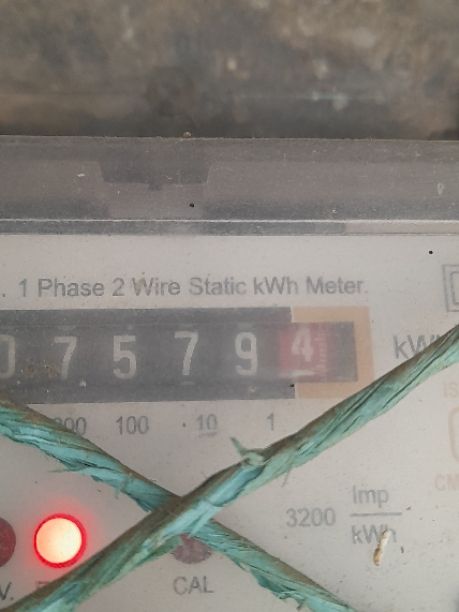 . 1 Phase 2 Wire Static kWh Meter.
0 7 5 7 9 4 kWh
100 10 1
3200 Imp
kWh
CAL